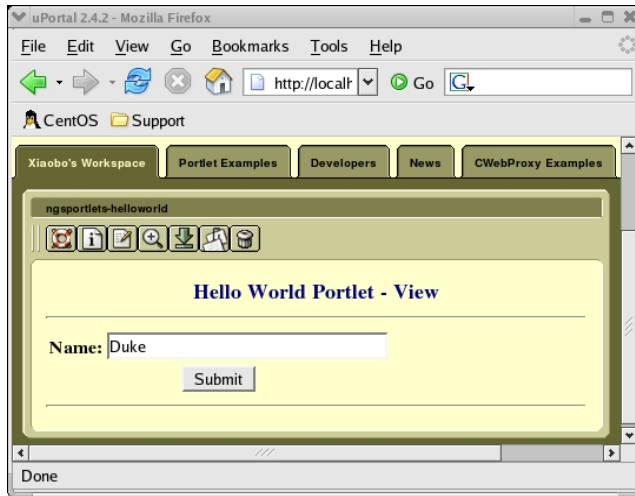 uPortal 2.4.2 - Mozilla Firefox
File Edit View Go Bookmarks Tools Help
http://localh Go G
CentOS Support
Xiaobo's Workspace Portlet Examples Developers News CWebProxy Examples
ngsportlets-helloworld
Hello World Portlet - View
Name: Duke
Submit
Done